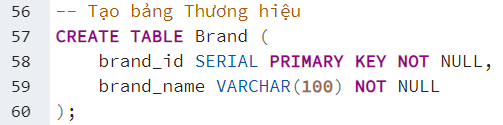 56 -- Tạo bảng Thương hiệu
57 CREATE TABLE Brand (
58     brand_id SERIAL PRIMARY KEY NOT NULL,
59     brand_name VARCHAR(100) NOT NULL
60 );